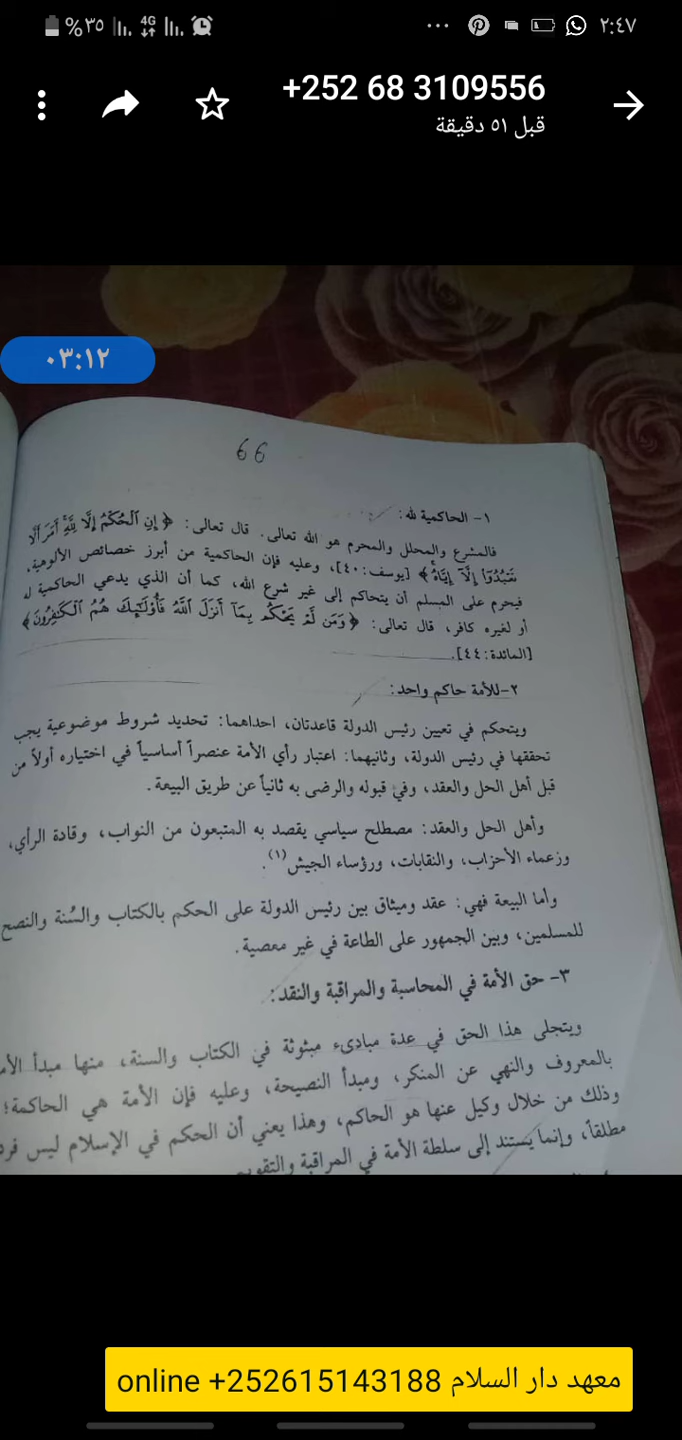 ٢:٤٧
%٣٥
4G
+252 68 3109556
قبل ٥١ دقيقة
٠٣:١٢
66
١- الحاكمية لله:
فالمشرع والمحلل والمحرم هو الله تعالى. قال تعالى: ﴿إِنِ ٱلْحُكْمُ إِلَّا لِلَّهِ أَمَرَ أَلَّا
تَعْبُدُوٓا۟ إِلَّآ إِيَّاهُ﴾ [يوسف: ٤٠]، وعليه فإن الحاكمية من أبرز خصائص الألوهية،
فيحرم على المسلم أن يتحاكم إلى غير شرع الله، كما أن الذي يدعي الحاكمية له
أو لغيره كافر، قال تعالى: ﴿وَمَن لَّمْ يَحْكُم بِمَآ أَنزَلَ ٱللَّهُ فَأُو۟لَـٰٓئِكَ هُمُ ٱلْكَـٰفِرُونَ﴾
[المائدة: ٤٤].
٢-للأمة حاكم واحد:
ويتحكم في تعيين رئيس الدولة قاعدتان، احداهما: تحديد شروط موضوعية يجب
تحققها في رئيس الدولة، وثانيهما: اعتبار رأي الأمة عنصراً أساسياً في اختياره أولاً من
قبل أهل الحل والعقد، وفي قبوله والرضى به ثانياً عن طريق البيعة.
وأهل الحل والعقد: مصطلح سياسي يقصد به المتبعون من النواب، وقادة الرأي،
وزعماء الأحزاب، والنقابات، ورؤساء الجيش(١).
وأما البيعة فهي: عقد وميثاق بين رئيس الدولة على الحكم بالكتاب والسُنة والنصح
للمسلمين، وبين الجمهور على الطاعة في غير معصية.
٣- حق الأمة في المحاسبة والمراقبة والنقد:
ويتجلى هذا الحق في عدة مبادىء مبثوثة في الكتاب والسنة، منها مبدأ الأم
بالمعروف والنهي عن المنكر، ومبدأ النصيحة، وعليه فإن الأمة هي الحاكمة؛
وذلك من خلال وكيل عنها هو الحاكم، وهذا يعني أن الحكم في الإسلام ليس فرد
مطلقاً، وإنما يستند إلى سلطة الأمة في المراقبة والتقويم
معهد دار السلام online +252615143188